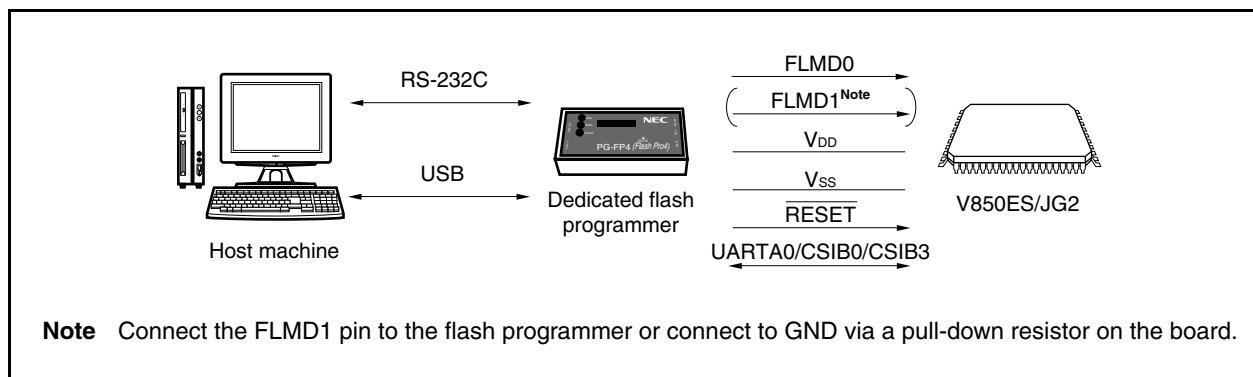 RS-232C
USB
Host machine
NEC
PG-FP4 (Flash Pro4)
Dedicated flash
programmer
FLMD0
FLMD1Note
VDD
VSS
RESET
UARTA0/CSIB0/CSIB3
V850ES/JG2
Note Connect the FLMD1 pin to the flash programmer or connect to GND via a pull-down resistor on the board.